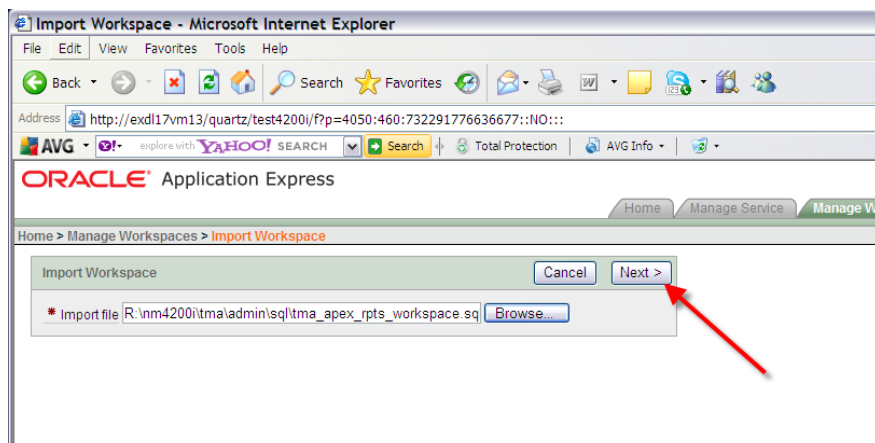 Import Workspace - Microsoft Internet Explorer
File Edit View Favorites Tools Help
Back Search Favorites
Address http://exdl17vm13/quartz/test4200i/f?p=4050:460:732291776636677::NO:::
AVG explore with YAHOO! SEARCH Search Total Protection AVG Info
ORACLE Application Express
Home Manage Service Manage W
Home > Manage Workspaces > Import Workspace
Import Workspace Cancel Next >
* Import file R:\nm4200i\tma\admin\sql\tma_apex_rpts_workspace.sq Browse...